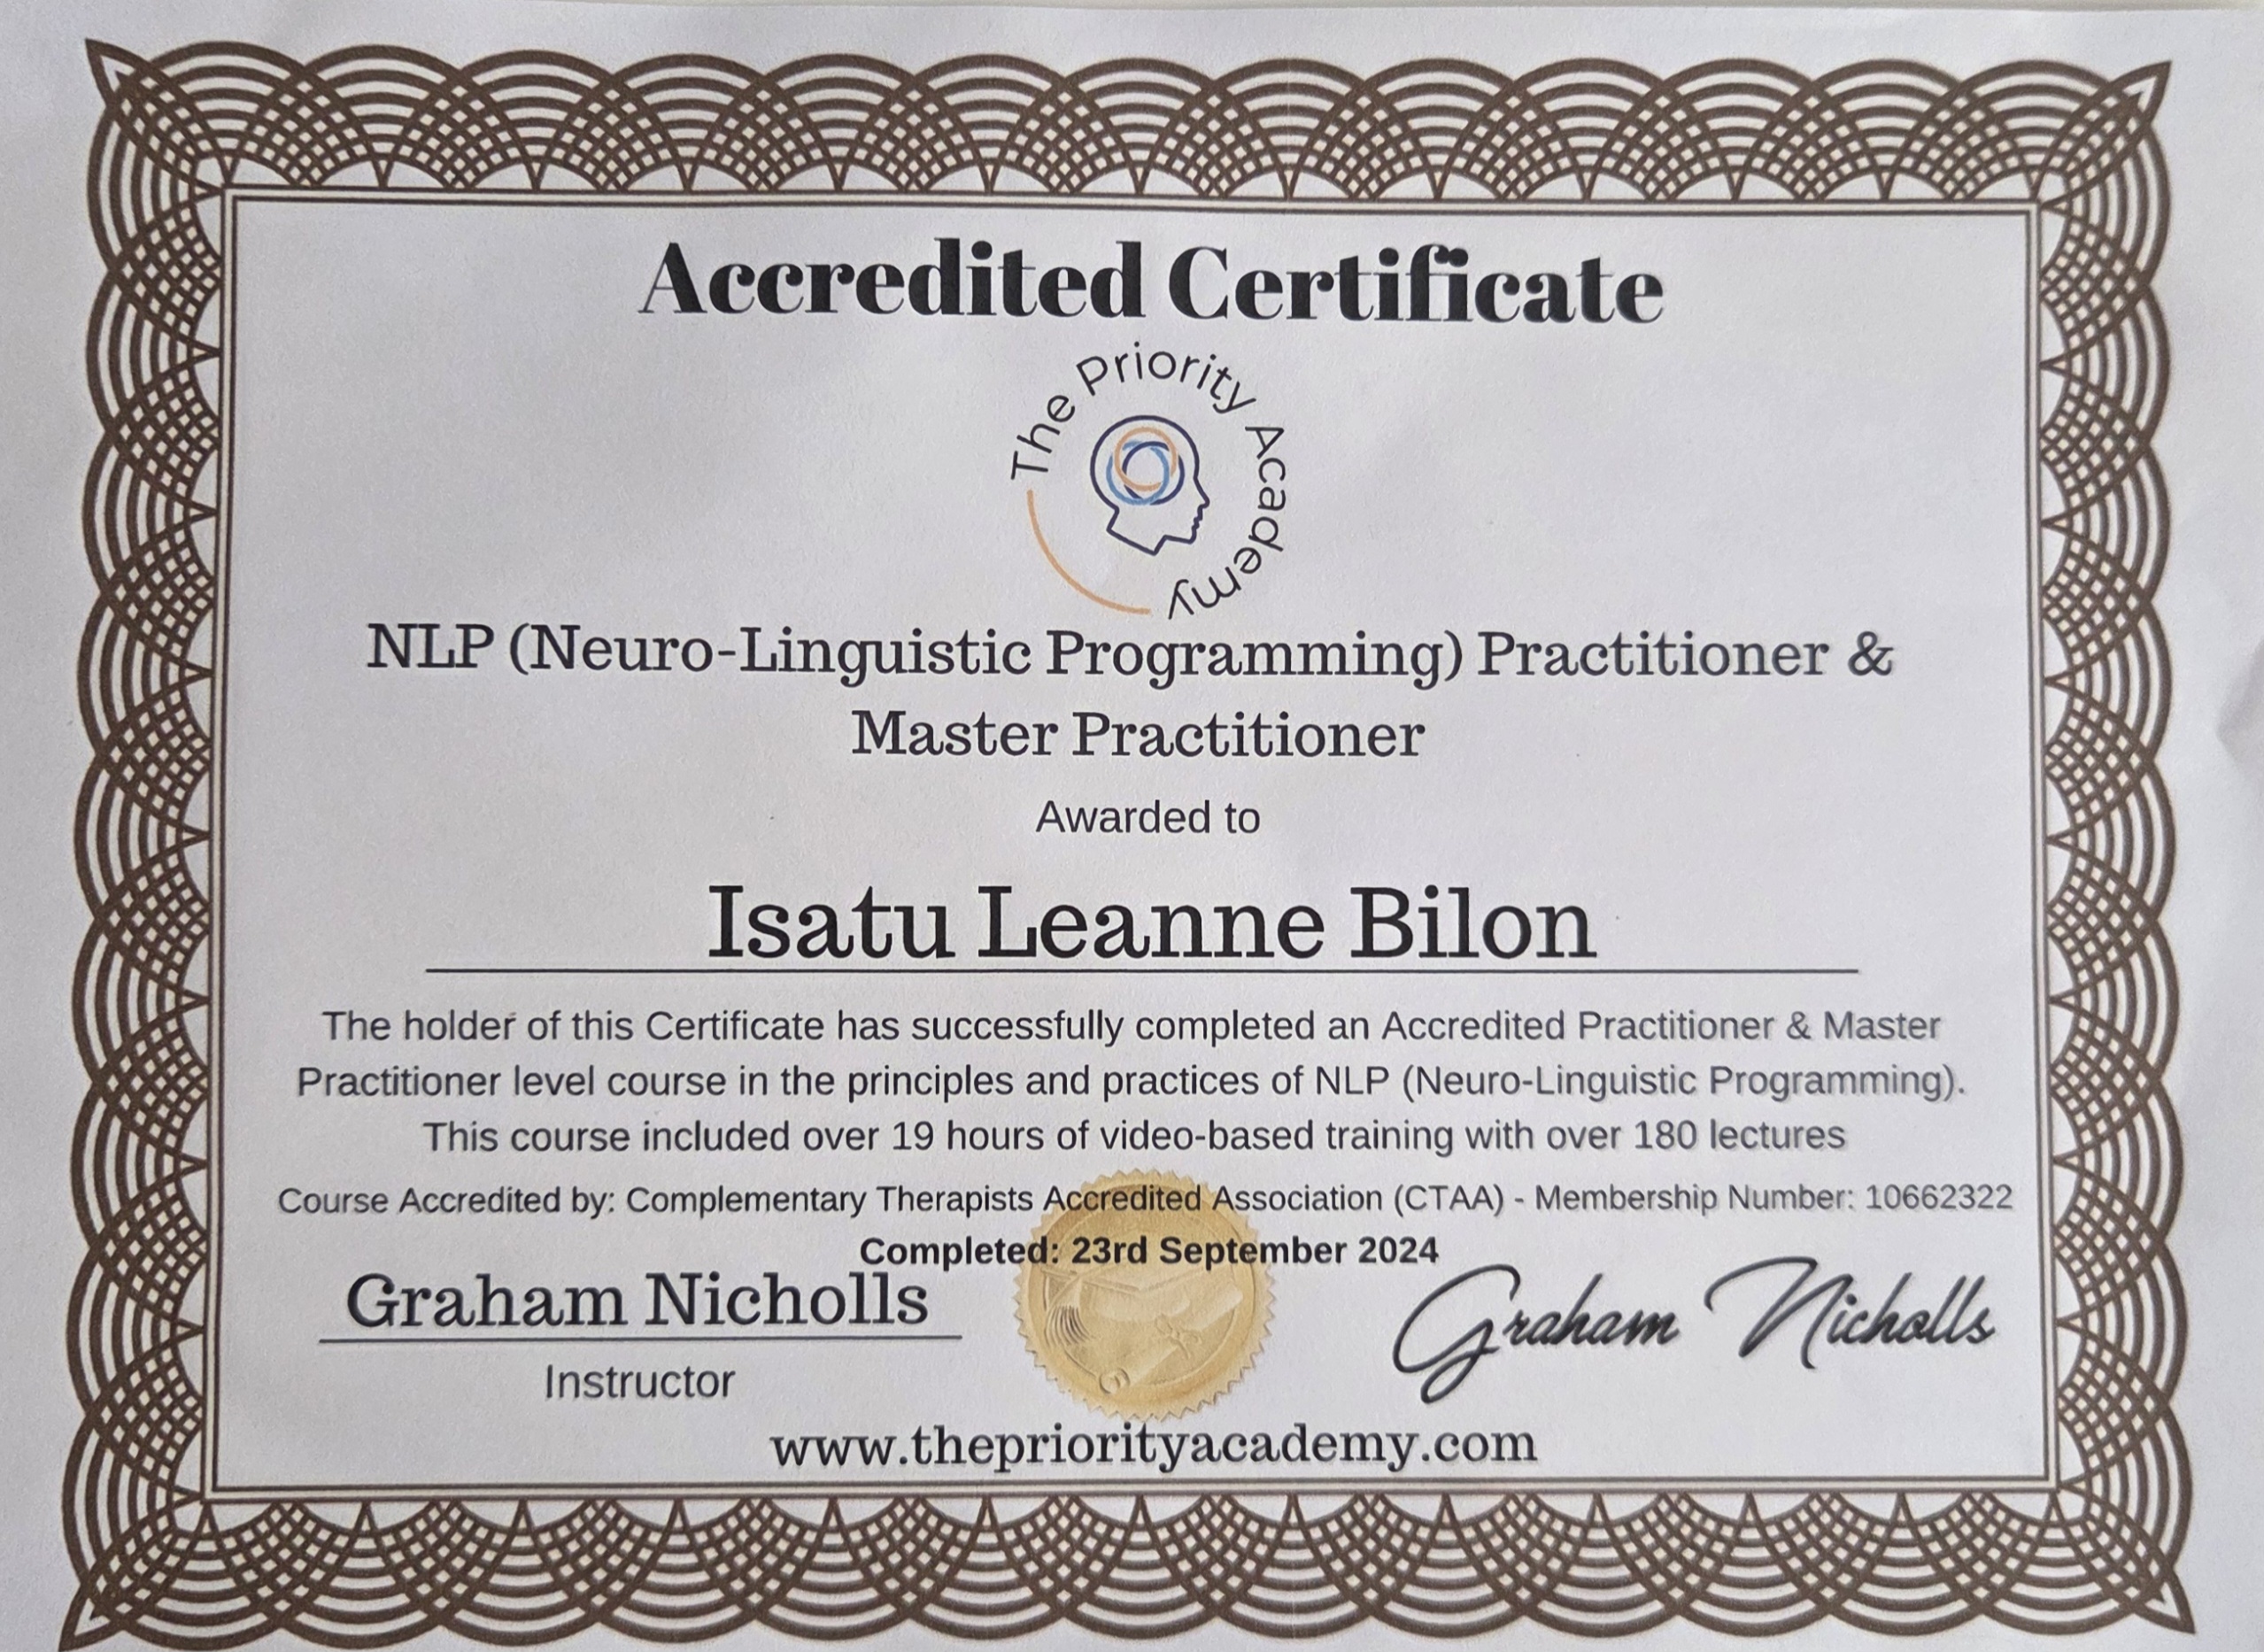 Accredited Certificate
The Priority Academy
NLP (Neuro-Linguistic Programming) Practitioner &
Master Practitioner
Awarded to
Isatu Leanne Bilon
The holder of this Certificate has successfully completed an Accredited Practitioner & Master
Practitioner level course in the principles and practices of NLP (Neuro-Linguistic Programming).
This course included over 19 hours of video-based training with over 180 lectures
Course Accredited by: Complementary Therapists Accredited Association (CTAA) - Membership Number: 10662322
Completed: 23rd September 2024
Graham Nicholls
Graham Nicholls
Instructor
www.thepriorityacademy.com